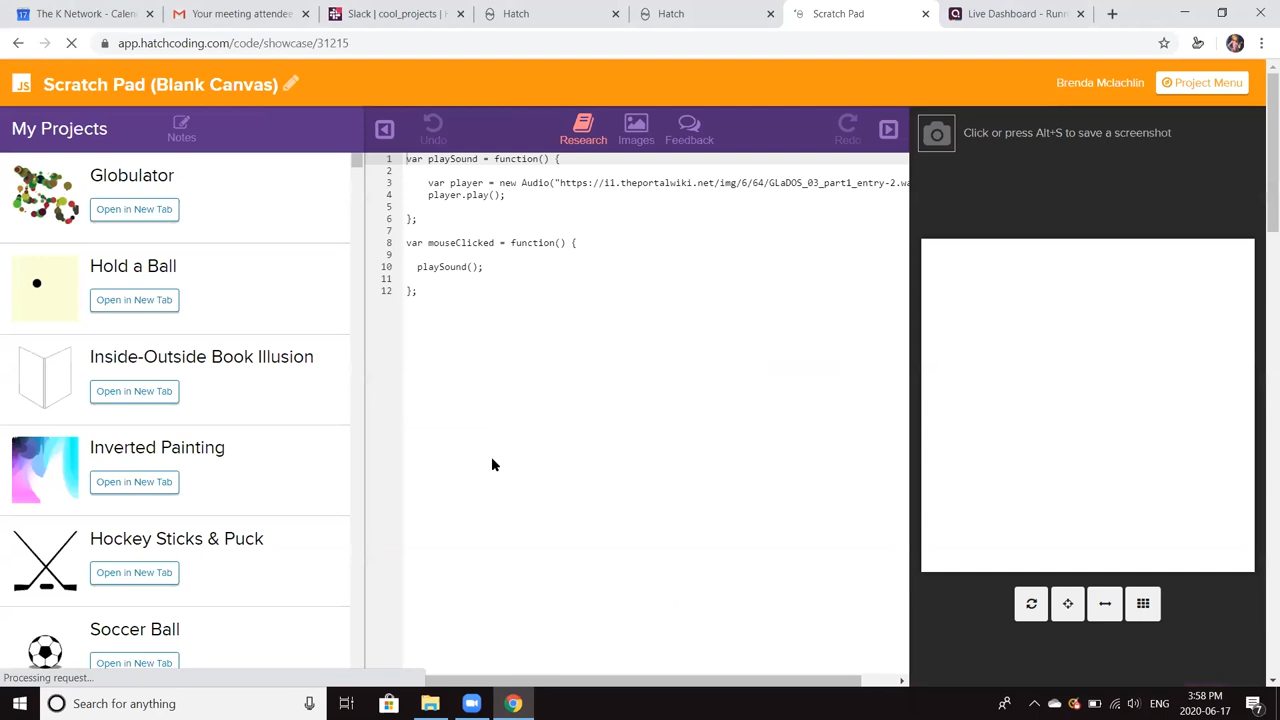 The K Network - Calen
Your meeting attendee
Slack | cool_projects | H
Hatch
Hatch
Scratch Pad
Live Dashboard - Runn
app.hatchcoding.com/code/showcase/31215
JS Scratch Pad (Blank Canvas)
Brenda Mclachlin
Project Menu
My Projects
Notes
Undo
Research
Images
Feedback
Redo
Click or press Alt+S to save a screenshot
Globulator
Open in New Tab
Hold a Ball
Open in New Tab
Inside-Outside Book Illusion
Open in New Tab
Inverted Painting
Open in New Tab
Hockey Sticks & Puck
Open in New Tab
Soccer Ball
Open in New Tab
1 var playSound = function() {
2
3 var player = new Audio("https://i1.theportalwiki.net/img/6/64/GLaDOS_03_part1_entry-2.wa
4 player.play();
5
6 };
7
8 var mouseClicked = function() {
9
10 playSound();
11
12 };
Processing request...
Search for anything
ENG
3:58 PM
2020-06-17
7